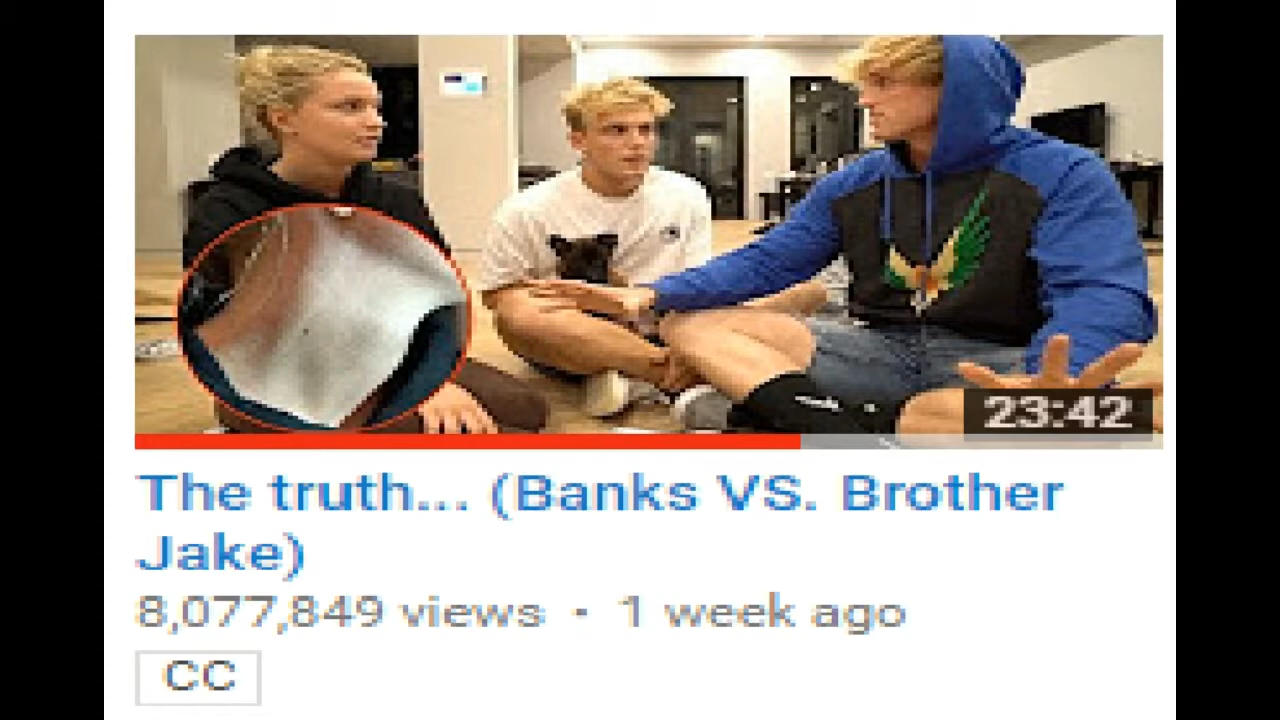 23:42
The truth... (Banks VS. Brother
Jake)
8,077,849 views · 1 week ago
CC